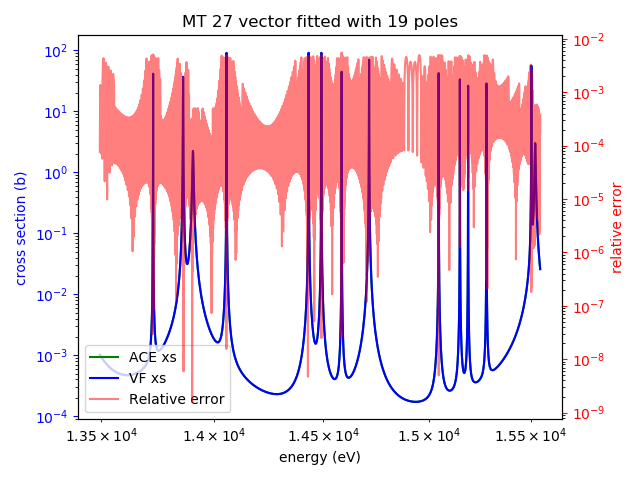 MT 27 vector fitted with 19 poles
10²
10¹
10⁰
10⁻¹
10⁻²
10⁻³
10⁻⁴
cross section (b)
10⁻²
10⁻³
10⁻⁴
10⁻⁵
10⁻⁶
10⁻⁷
10⁻⁸
10⁻⁹
relative error
ACE xs
VF xs
Relative error
1.35 × 10⁴ 1.4 × 10⁴ 1.45 × 10⁴ 1.5 × 10⁴ 1.55 × 10⁴
energy (eV)